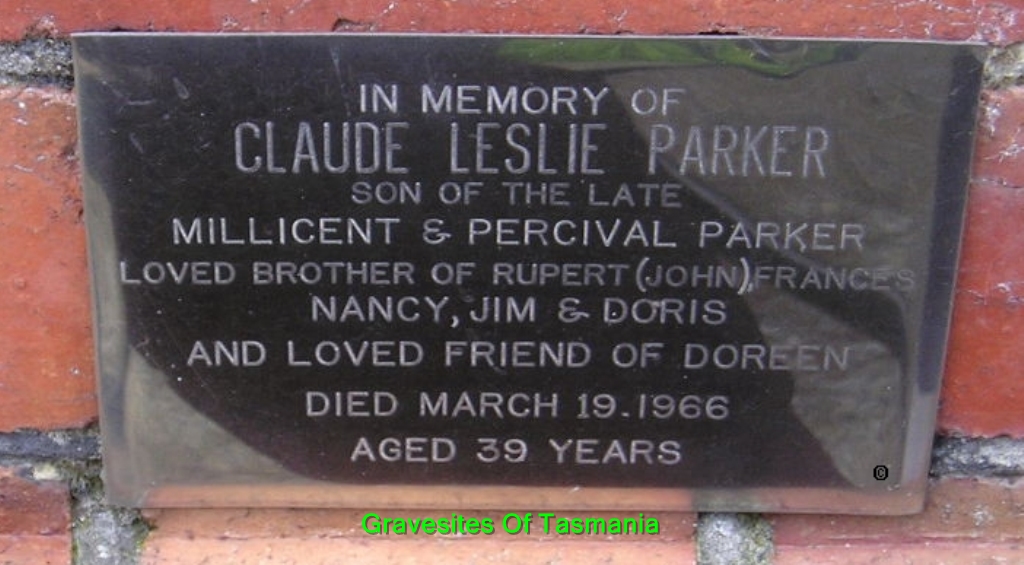 IN MEMORY OF
CLAUDE LESLIE PARKER
SON OF THE LATE
MILLICENT & PERCIVAL PARKER
LOVED BROTHER OF RUPERT (JOHN), FRANCES
NANCY, JIM & DORIS
AND LOVED FRIEND OF DOREEN
DIED MARCH 19.1966
AGED 39 YEARS
©
Gravesites Of Tasmania